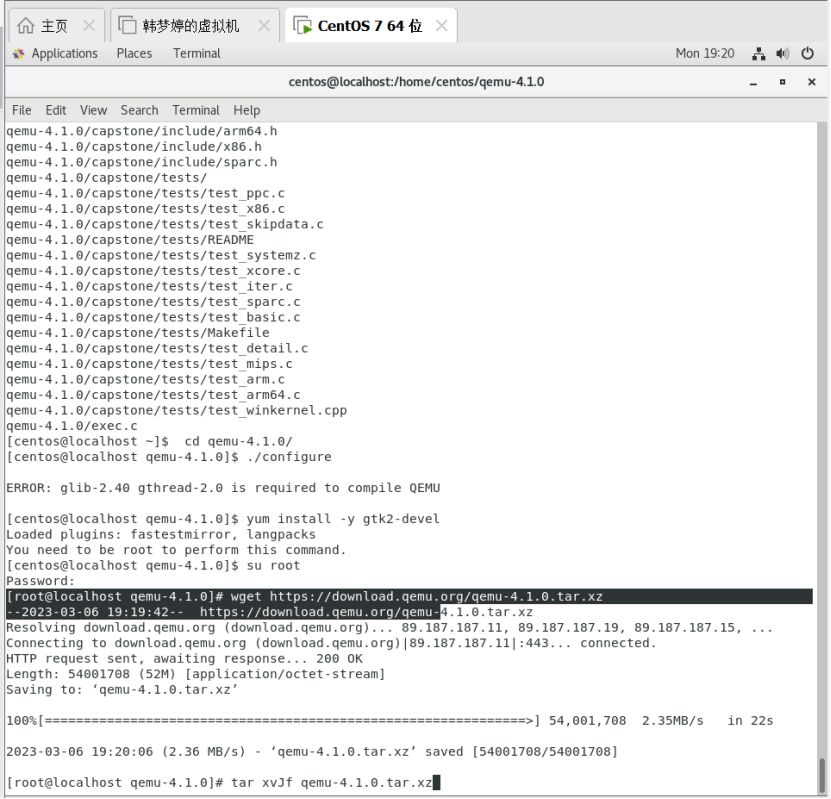 主页 韩梦婷的虚拟机 CentOS 7 64 位
Applications Places Terminal Mon 19:20
centos@localhost:/home/centos/qemu-4.1.0
File Edit View Search Terminal Help
qemu-4.1.0/capstone/include/arm64.h
qemu-4.1.0/capstone/include/x86.h
qemu-4.1.0/capstone/include/sparc.h
qemu-4.1.0/capstone/tests/
qemu-4.1.0/capstone/tests/test_ppc.c
qemu-4.1.0/capstone/tests/test_x86.c
qemu-4.1.0/capstone/tests/test_skipdata.c
qemu-4.1.0/capstone/tests/README
qemu-4.1.0/capstone/tests/test_systemz.c
qemu-4.1.0/capstone/tests/test_xcore.c
qemu-4.1.0/capstone/tests/test_iter.c
qemu-4.1.0/capstone/tests/test_sparc.c
qemu-4.1.0/capstone/tests/test_basic.c
qemu-4.1.0/capstone/tests/Makefile
qemu-4.1.0/capstone/tests/test_detail.c
qemu-4.1.0/capstone/tests/test_mips.c
qemu-4.1.0/capstone/tests/test_arm.c
qemu-4.1.0/capstone/tests/test_arm64.c
qemu-4.1.0/capstone/tests/test_winkernel.cpp
qemu-4.1.0/exec.c
[centos@localhost ~]$  cd qemu-4.1.0/
[centos@localhost qemu-4.1.0]$ ./configure
ERROR: glib-2.40 gthread-2.0 is required to compile QEMU
[centos@localhost qemu-4.1.0]$ yum install -y gtk2-devel
Loaded plugins: fastestmirror, langpacks
You need to be root to perform this command.
[centos@localhost qemu-4.1.0]$ su root
Password:
[root@localhost qemu-4.1.0]# wget https://download.qemu.org/qemu-4.1.0.tar.xz
--2023-03-06 19:19:42--  https://download.qemu.org/qemu-4.1.0.tar.xz
Resolving download.qemu.org (download.qemu.org)... 89.187.187.11, 89.187.187.19, 89.187.187.15, ...
Connecting to download.qemu.org (download.qemu.org)|89.187.187.11|:443... connected.
HTTP request sent, awaiting response... 200 OK
Length: 54001708 (52M) [application/octet-stream]
Saving to: ‘qemu-4.1.0.tar.xz’
100%[==============================================================>] 54,001,708  2.35MB/s   in 22s
2023-03-06 19:20:06 (2.36 MB/s) - ‘qemu-4.1.0.tar.xz’ saved [54001708/54001708]
[root@localhost qemu-4.1.0]# tar xvJf qemu-4.1.0.tar.xz